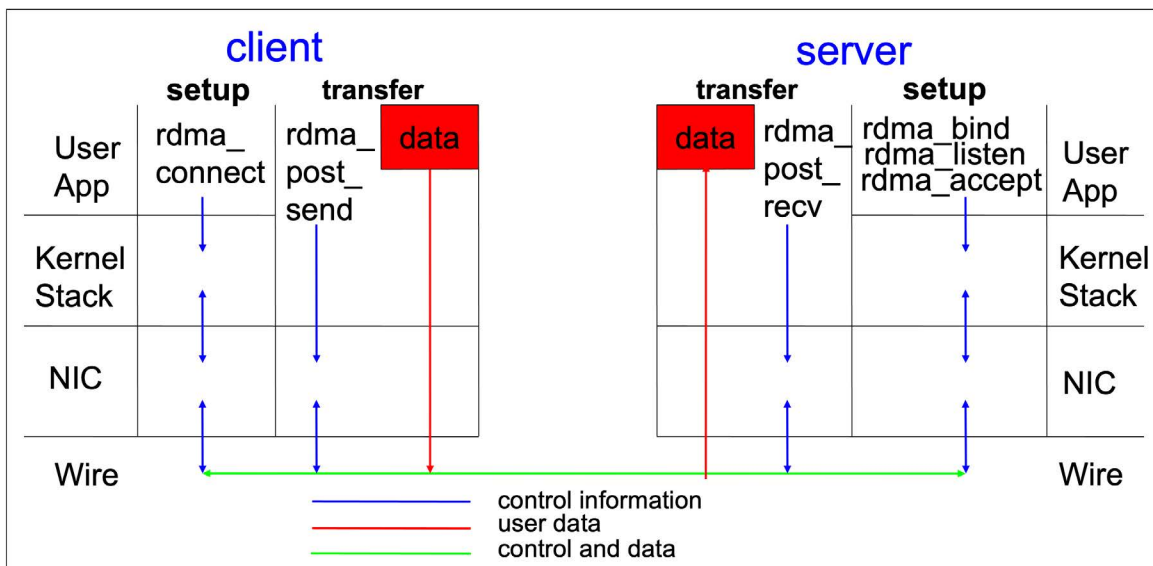 client
server
setup
transfer
transfer
setup
User
App
rdma_
connect
rdma_
post_
send
data
data
rdma_
post_
recv
rdma_bind
rdma_listen
rdma_accept
User
App
Kernel
Stack
Kernel
Stack
NIC
NIC
Wire
Wire
control information
user data
control and data